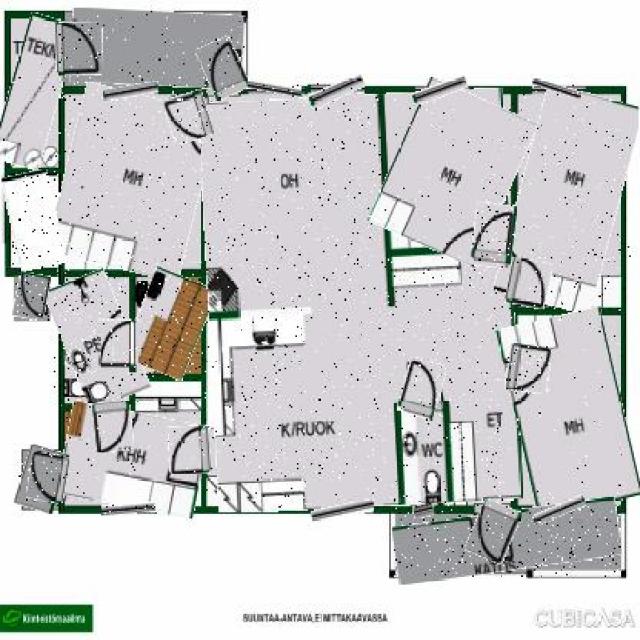 TEKN
MH
OH
MH
MH
PE
K/RUOK
ET
MH
KHH
WC
Kiinteistömaailma
SUUNTAA-ANTAVA, EI MITTAKAAVASSA
CUBICASA